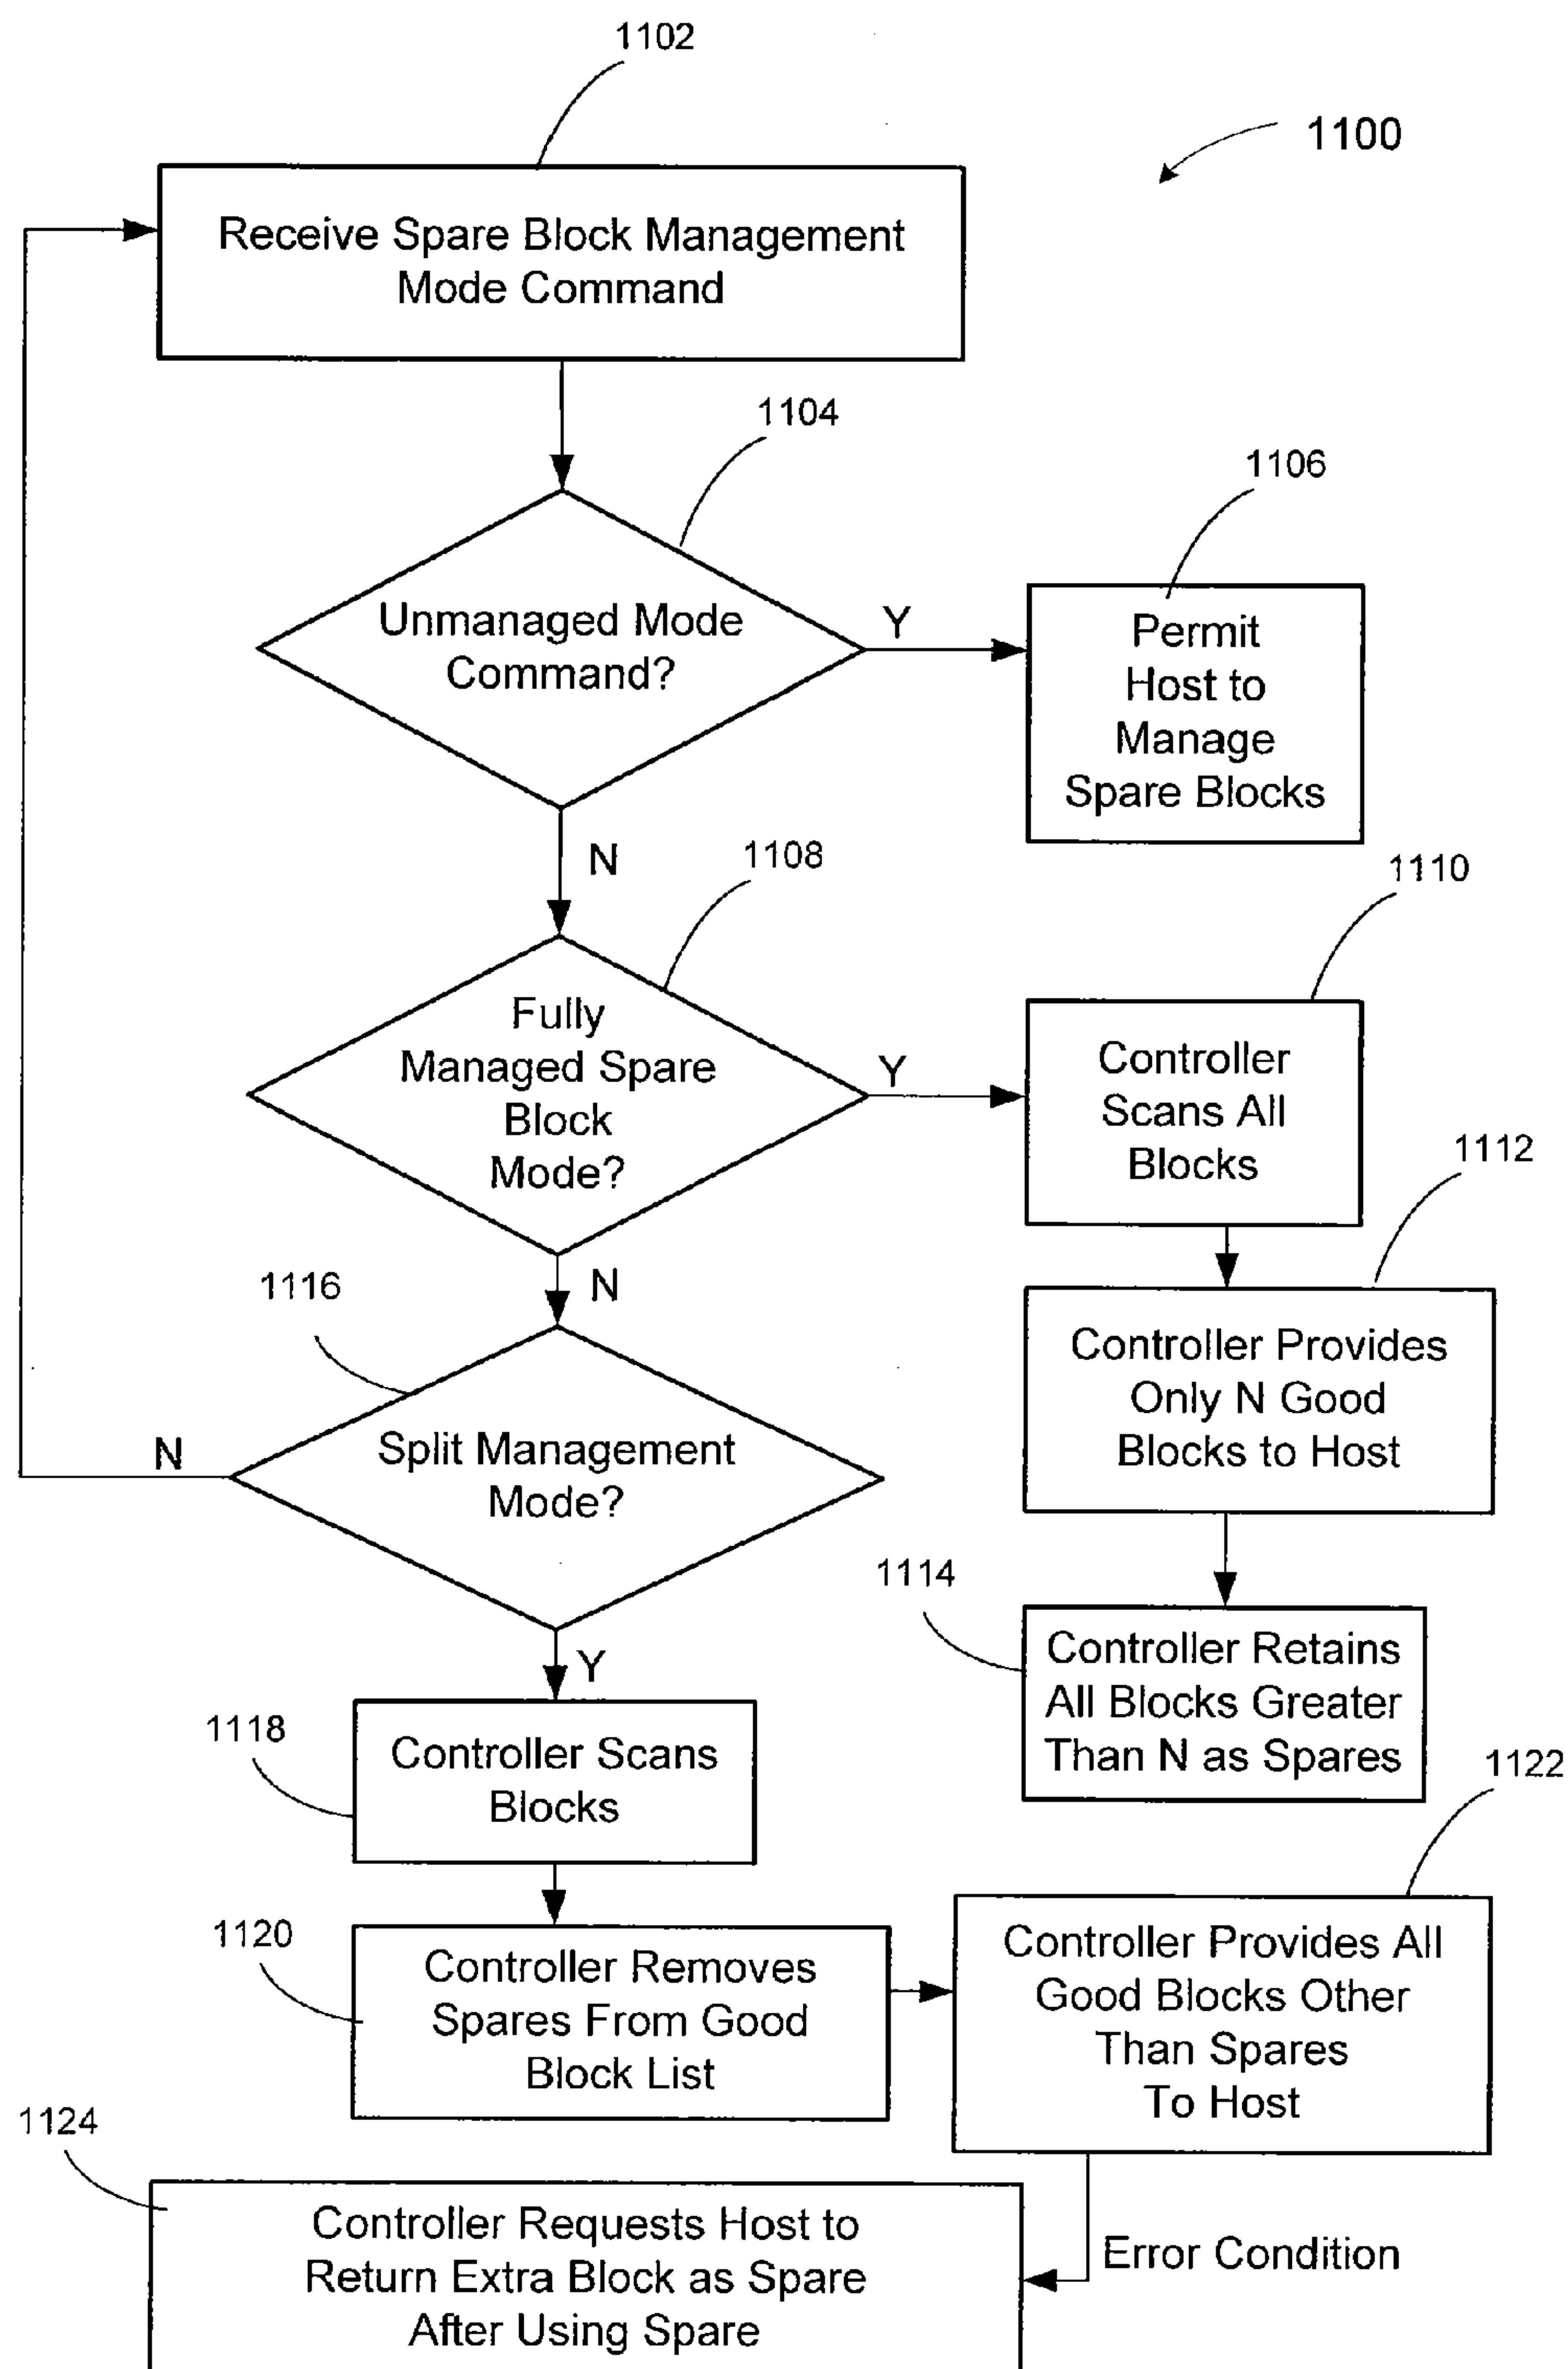 1102
1100
Receive Spare Block Management
Mode Command
1104
1106
Unmanaged Mode
Command?
Y
Permit
Host to
Manage
Spare Blocks
N
1108
1110
Fully
Managed Spare
Block
Mode?
Y
Controller
Scans All
Blocks
1112
N
1116
Controller Provides
Only N Good
Blocks to Host
Split Management
Mode?
N
1114
Controller Retains
All Blocks Greater
Than N as Spares
Y
1118
Controller Scans
Blocks
1122
1120
Controller Removes
Spares From Good
Block List
Controller Provides All
Good Blocks Other
Than Spares
To Host
1124
Controller Requests Host to
Return Extra Block as Spare
After Using Spare
Error Condition